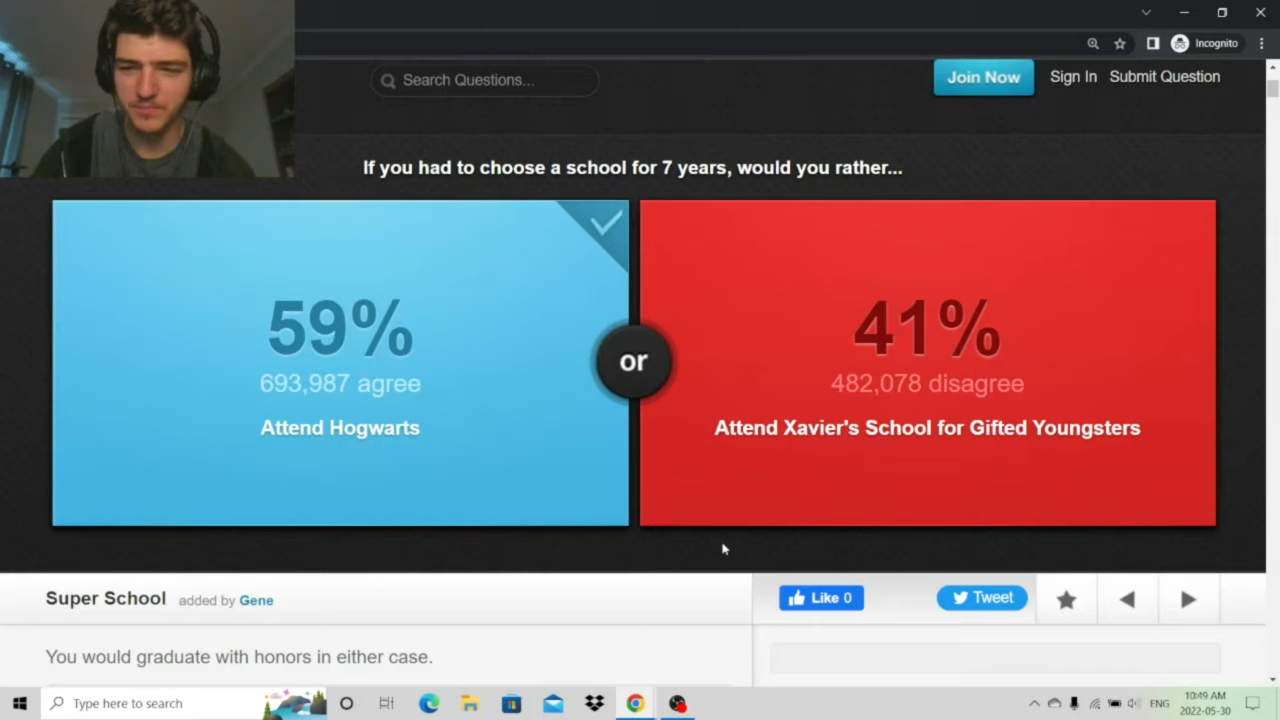 Incognito
Search Questions...
Join Now
Sign In
Submit Question
If you had to choose a school for 7 years, would you rather...
59%
693,987 agree
Attend Hogwarts
or
41%
482,078 disagree
Attend Xavier's School for Gifted Youngsters
Super School added by Gene
Like 0
Tweet
You would graduate with honors in either case.
Type here to search
ENG
10:49 AM
2022-05-30